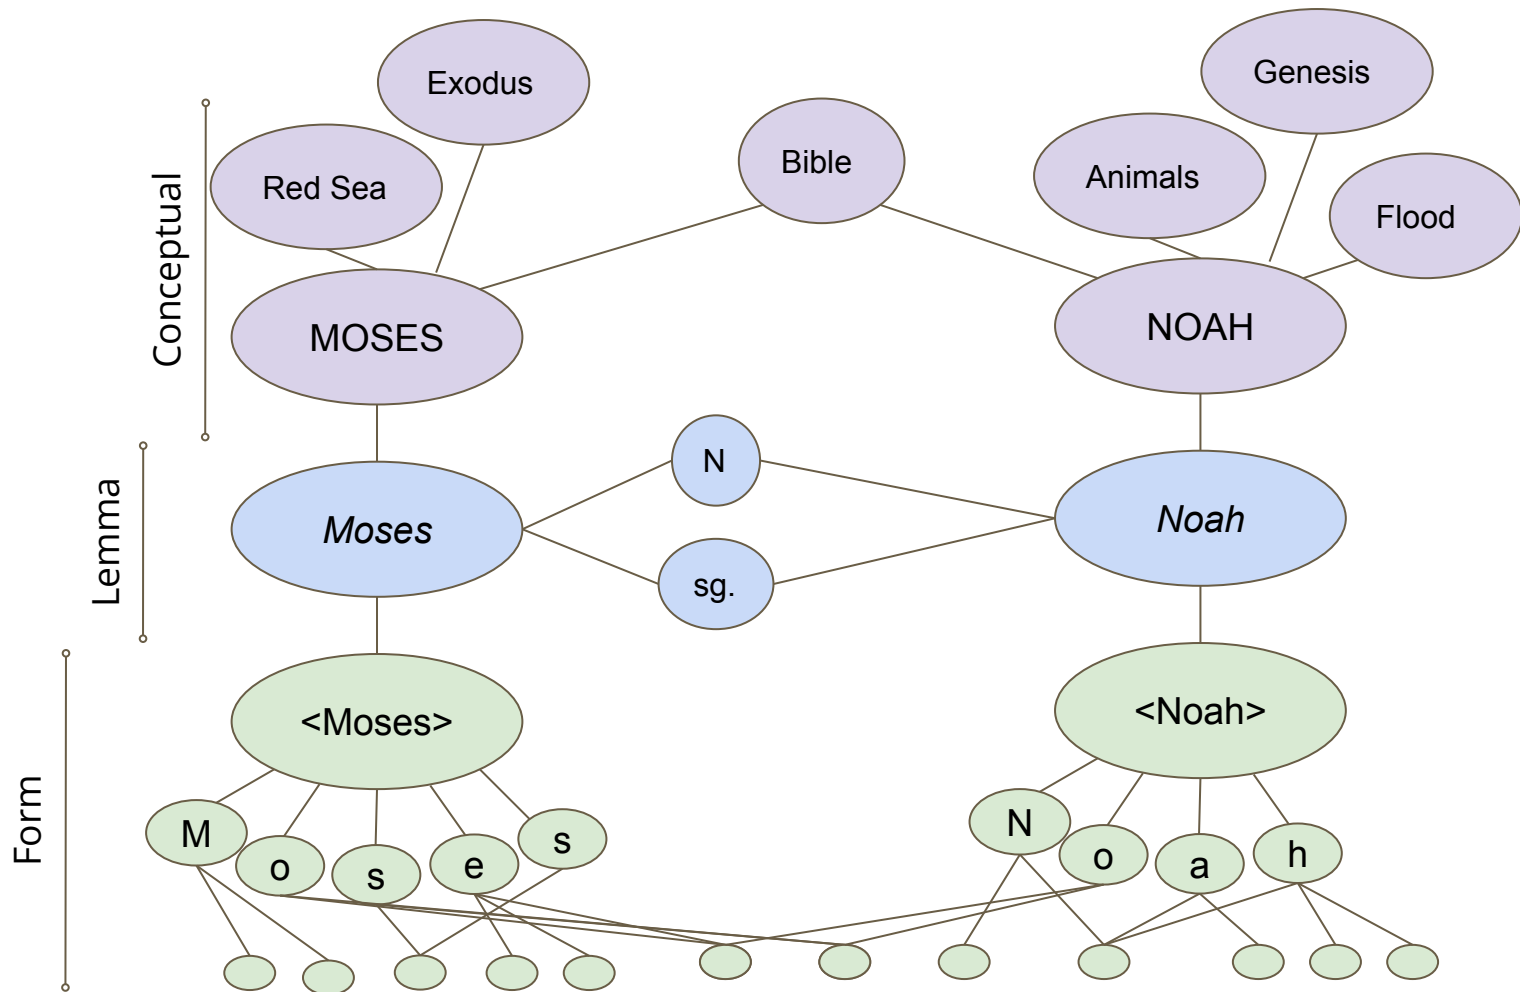 Exodus
Genesis
Bible
Animals
Red Sea
Flood
Conceptual
MOSES
NOAH
N
Lemma
Moses
Noah
sg.
<Moses>
<Noah>
Form
M
o
s
e
s
N
o
a
h